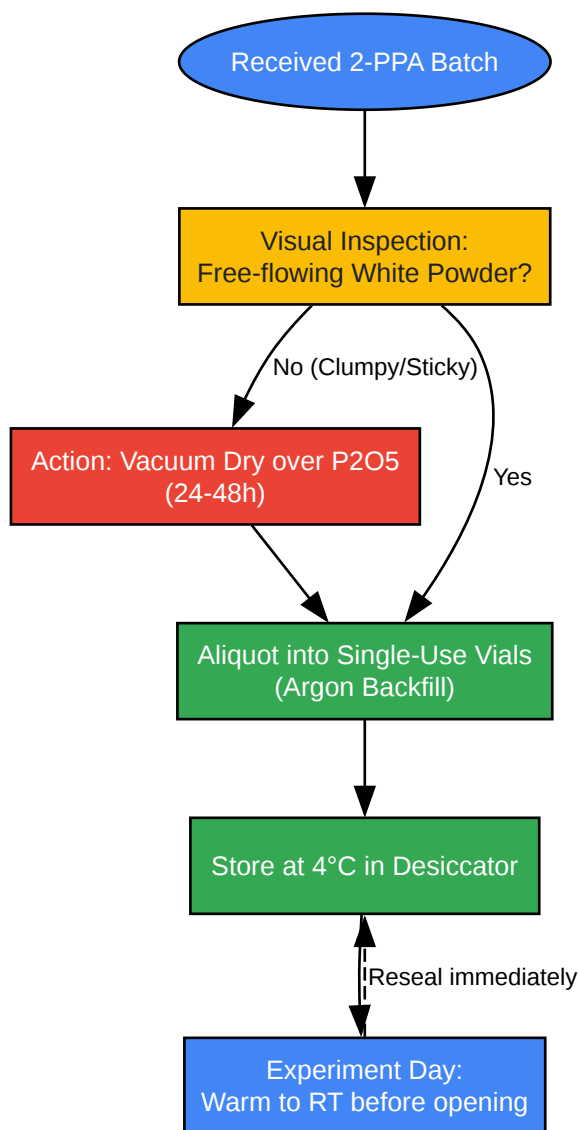 Received 2-PPA Batch
Visual Inspection:
Free-flowing White Powder?
No (Clumpy/Sticky)
Action: Vacuum Dry over P2O5
(24-48h)
Yes
Aliquot into Single-Use Vials
(Argon Backfill)
Store at 4°C in Desiccator
Reseal immediately
Experiment Day:
Warm to RT before opening